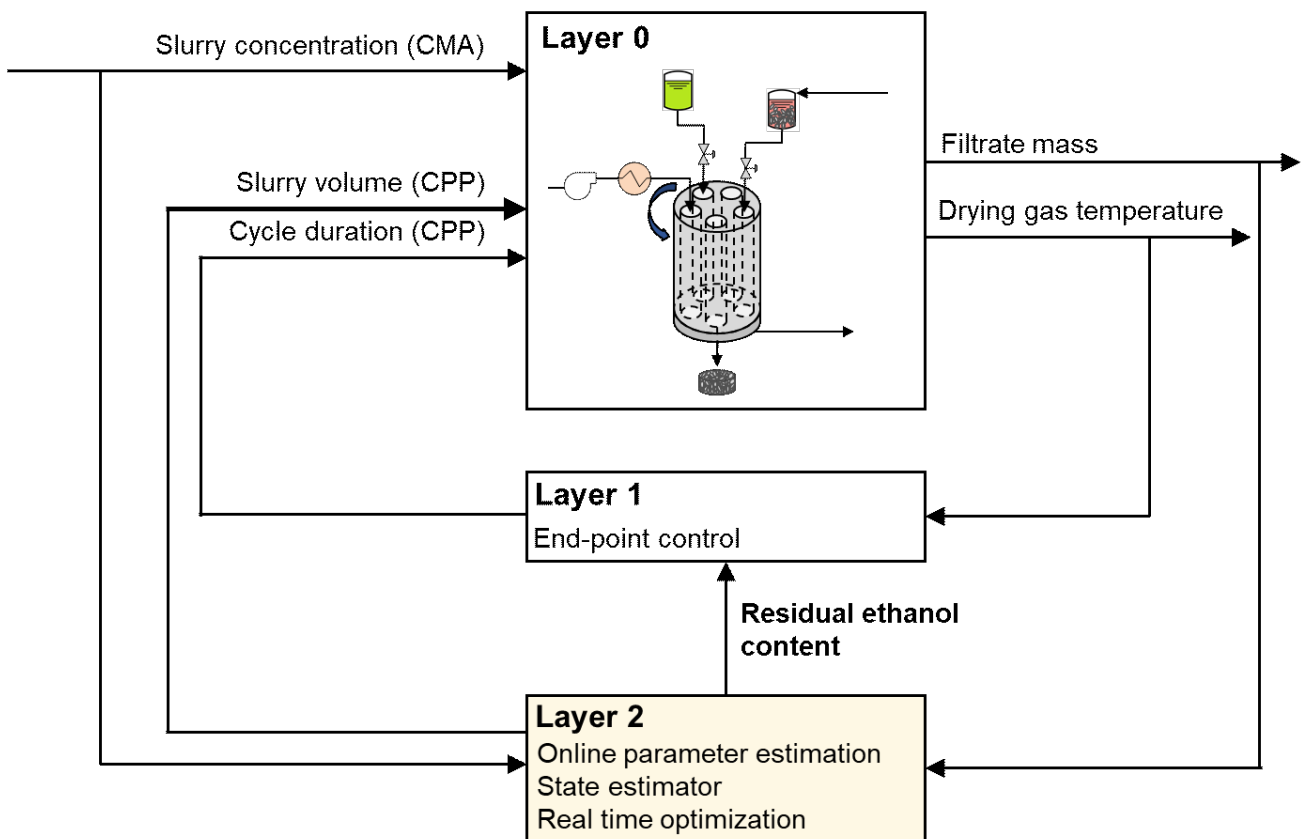 Layer 0
Slurry concentration (CMA)
Filtrate mass
Slurry volume (CPP)
Drying gas temperature
Cycle duration (CPP)
Layer 1
End-point control
Residual ethanol
content
Layer 2
Online parameter estimation
State estimator
Real time optimization